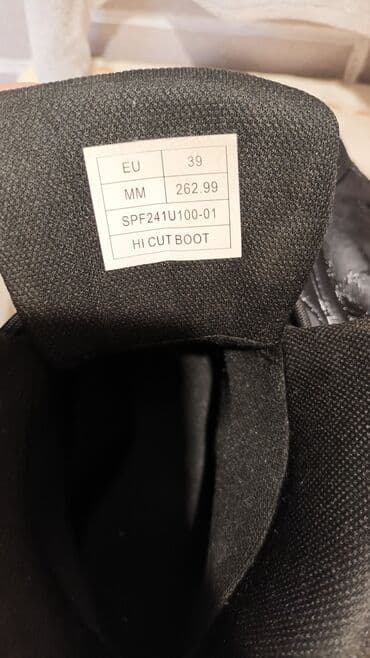 EU 39
MM 262.99
SPF241U100-01
HI CUT BOOT